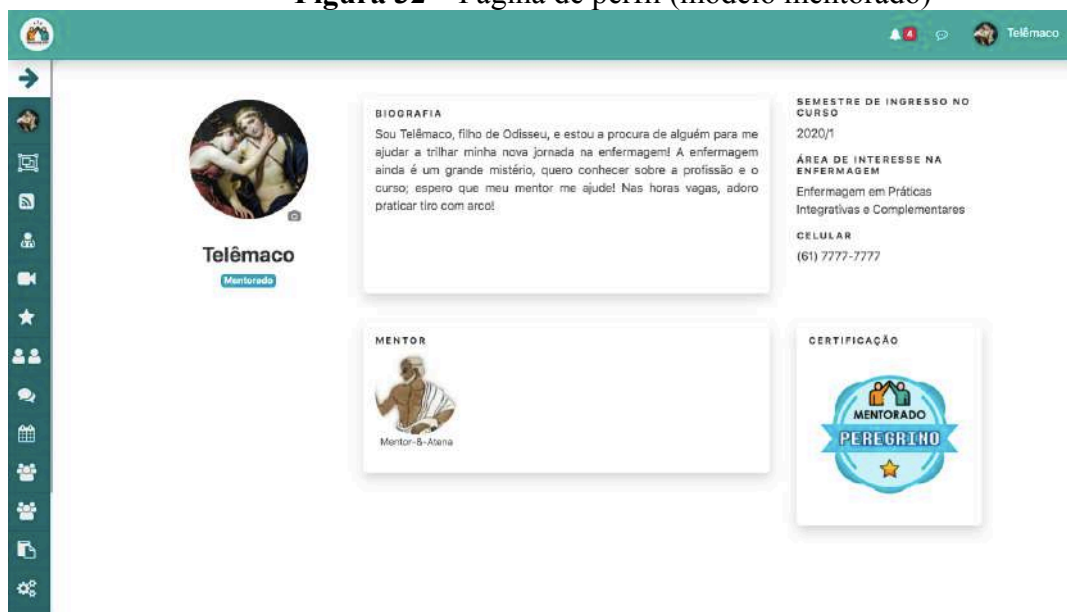 Figura 32 – Página de perfil (modelo mentorado)
4
Telêmaco
Telêmaco
Mentorado
BIOGRAFIA
Sou Telêmaco, filho de Odisseu, e estou a procura de alguém para me
ajudar a trilhar minha nova jornada na enfermagem! A enfermagem
ainda é um grande mistério, quero conhecer sobre a profissão e o
curso; espero que meu mentor me ajude! Nas horas vagas, adoro
praticar tiro com arco!
SEMESTRE DE INGRESSO NO
CURSO
2020/1
ÁREA DE INTERESSE NA
ENFERMAGEM
Enfermagem em Práticas
Integrativas e Complementares
CELULAR
(61) 7777-7777
MENTOR
Mentor-&-Atena
CERTIFICAÇÃO
MENTORADO
PEREGRINO